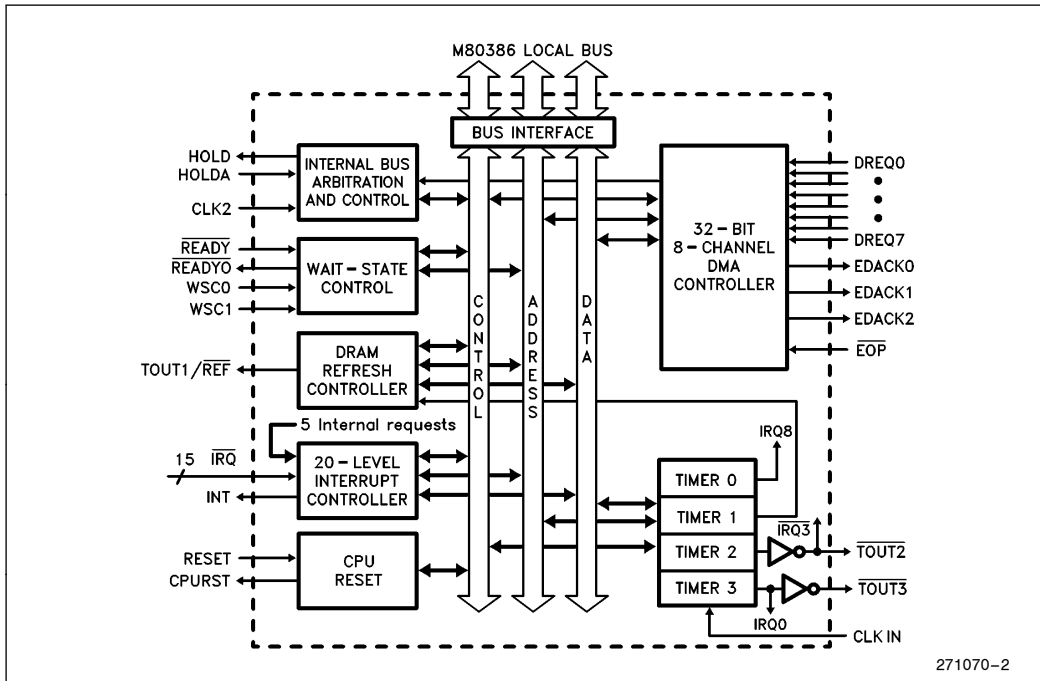 M80386 LOCAL BUS
BUS INTERFACE
HOLD
HOLDA
CLK2
INTERNAL BUS
ARBITRATION
AND CONTROL
READY
READYO
WSC0
WSC1
WAIT-STATE
CONTROL
TOUT1/REF
DRAM
REFRESH
CONTROLLER
5 Internal requests
15 IRQ
INT
20-LEVEL
INTERRUPT
CONTROLLER
RESET
CPURST
CPU
RESET
CONTROL
ADDRESS
DATA
32-BIT
8-CHANNEL
DMA
CONTROLLER
DREQ0
DREQ7
EDACK0
EDACK1
EDACK2
EOP
IRQ8
TIMER 0
TIMER 1
TIMER 2
TIMER 3
IRQ3
TOUT2
TOUT3
IRQ0
CLK IN
271070-2